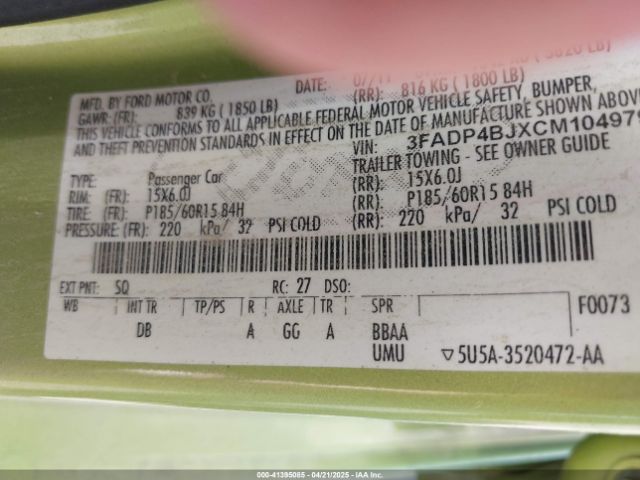 MFD. BY FORD MOTOR CO.
DATE: 07/11
GAWR: (FR): 839 KG ( 1850 LB) (RR): 816 KG ( 1800 LB)
THIS VEHICLE CONFORMS TO ALL APPLICABLE FEDERAL MOTOR VEHICLE SAFETY, BUMPER,
AND THEFT PREVENTION STANDARDS IN EFFECT ON THE DATE OF MANUFACTURE SHOWN ABOVE
VIN: 3FADP4BJXCM104979
TRAILER TOWING - SEE OWNER GUIDE
TYPE: Passenger Car
RIM: (FR): 15X6.0J (RR): 15X6.0J
TIRE: (FR): P185/60R15 84H (RR): P185/60R15 84H
PRESSURE: (FR): 220 kPa/ 32 PSI COLD (RR): 220 kPa/ 32 PSI COLD
EXT PNT: SQ RC: 27 DSO: F0073
WB INT TR TP/PS R AXLE TR SPR
DB A GG A BBAA
UMU ▽5U5A-3520472-AA
000-41395085 - 04/21/2025 - IAAI.COM